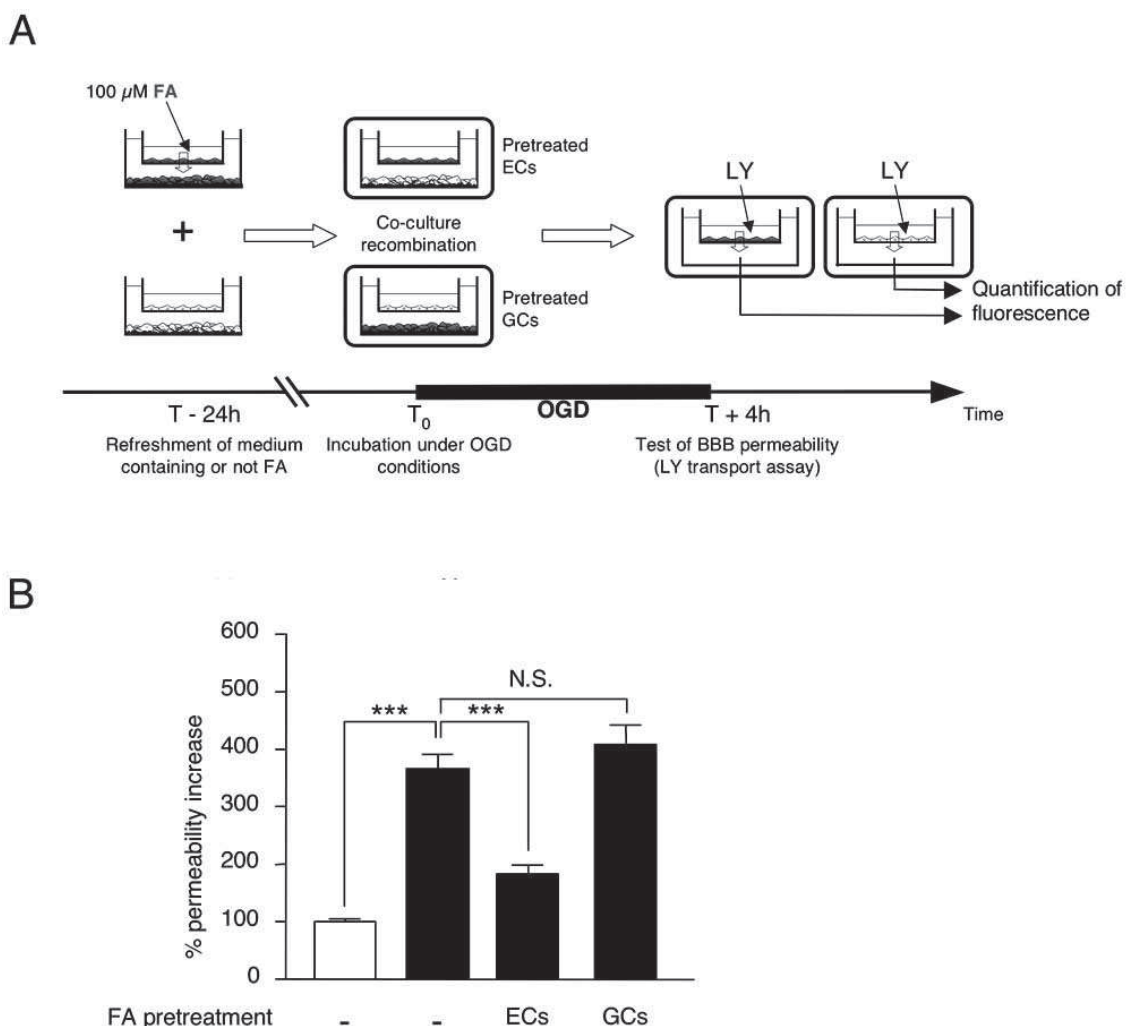 A
100 µM FA
+
Pretreated
ECs
Co-culture
recombination
Pretreated
GCs
LY
LY
Quantification of
fluorescence
T - 24h
T0
OGD
T + 4h
Time
Refreshment of medium
containing or not FA
Incubation under OGD
conditions
Test of BBB permeability
(LY transport assay)
B
% permeability increase
600
500
400
300
200
100
0
***
***
N.S.
FA pretreatment
-
-
ECs
GCs